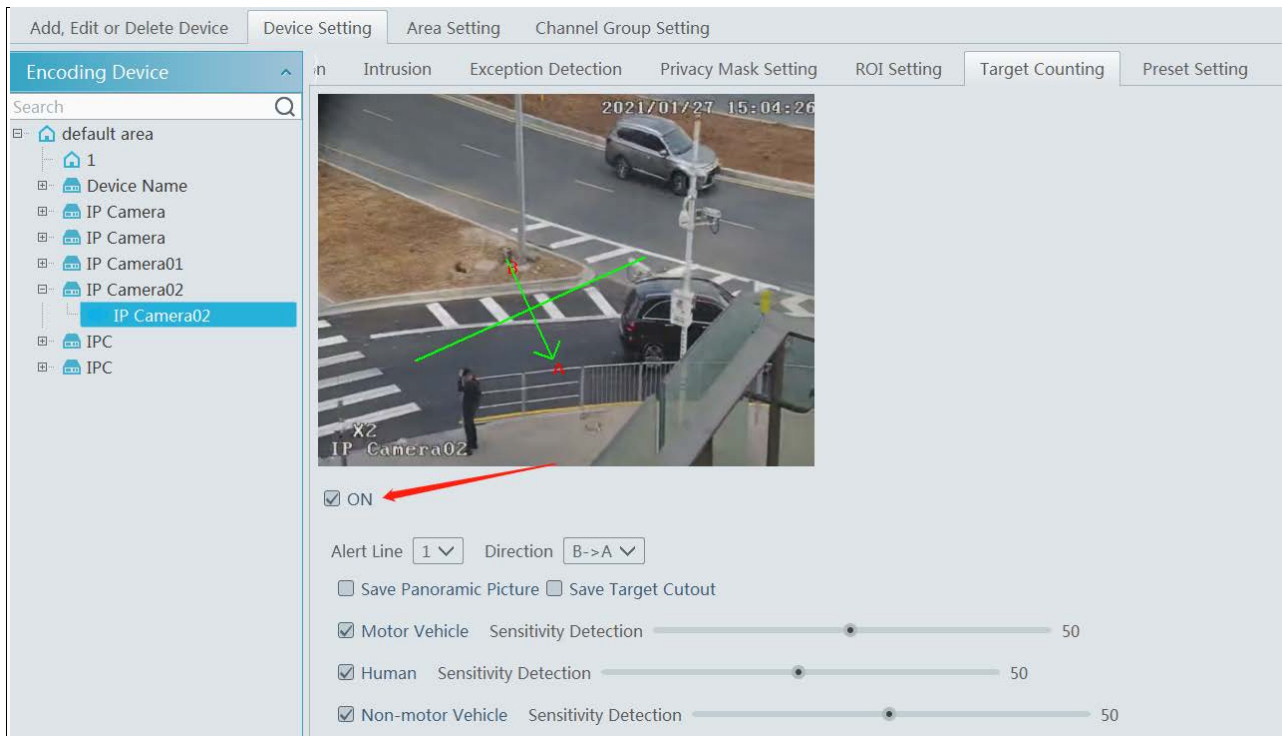 Add, Edit or Delete Device Device Setting Area Setting Channel Group Setting
Encoding Device
n Intrusion Exception Detection Privacy Mask Setting ROI Setting Target Counting Preset Setting
Search
default area
1
Device Name
IP Camera
IP Camera
IP Camera01
IP Camera02
IP Camera02
IPC
IPC
2021/01/27 15:04:26
B
A
X2
IP Camera02
ON
Alert Line 1 Direction B->A
Save Panoramic Picture Save Target Cutout
Motor Vehicle Sensitivity Detection 50
Human Sensitivity Detection 50
Non-motor Vehicle Sensitivity Detection 50